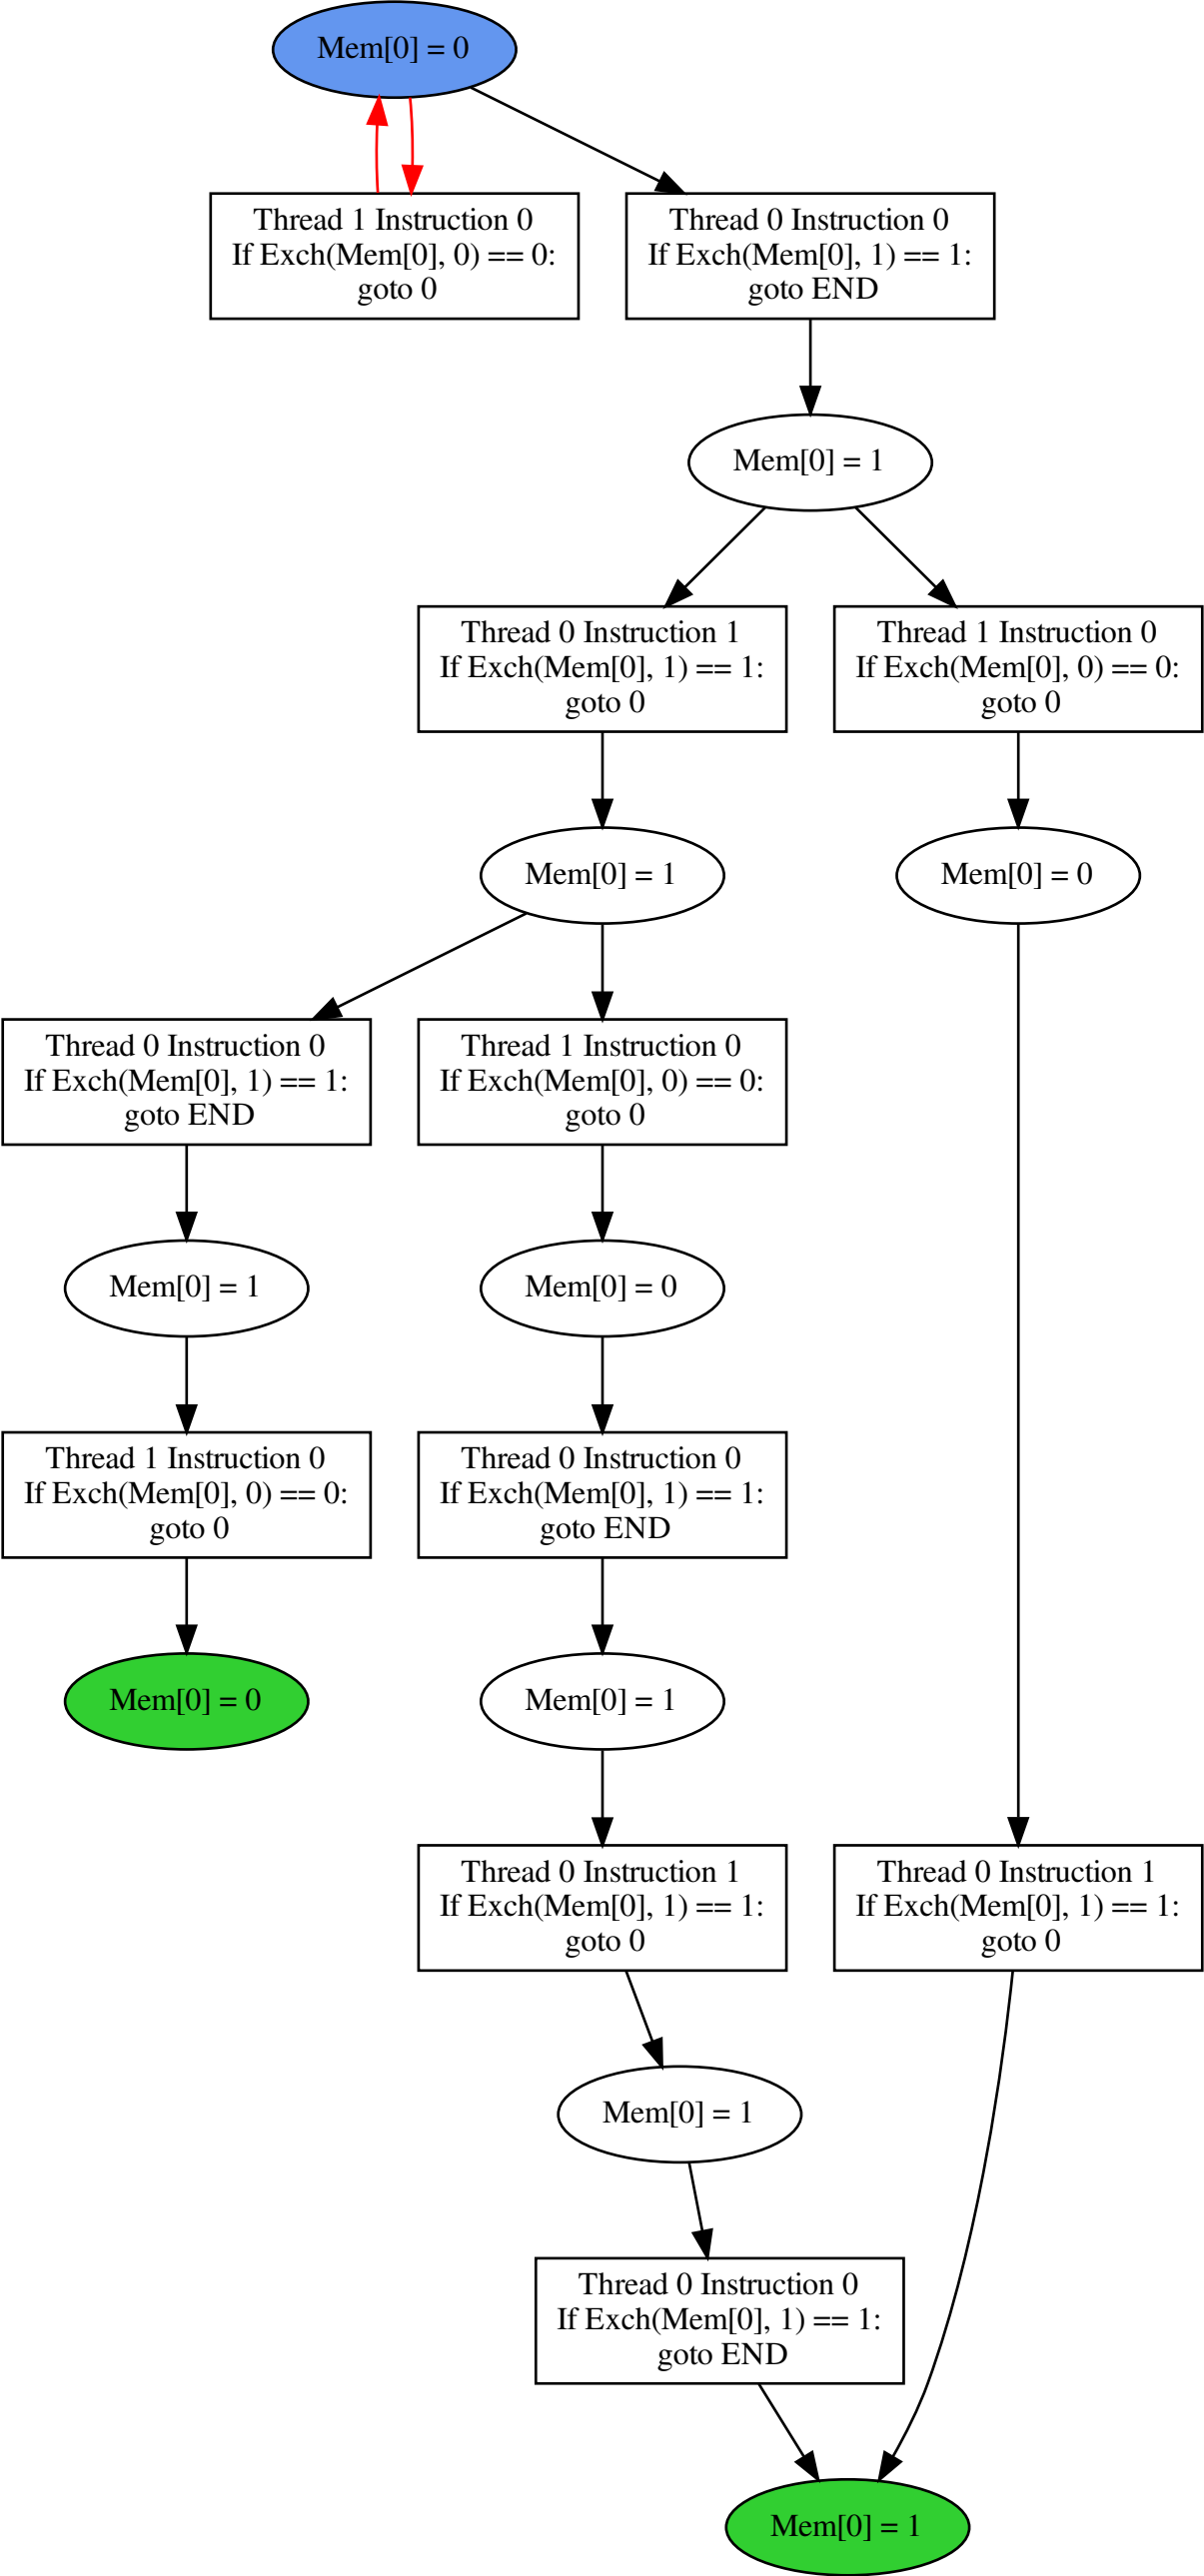 Mem[0] = 0
Thread 1 Instruction 0
If Exch(Mem[0], 0) == 0:
goto 0
Thread 0 Instruction 0
If Exch(Mem[0], 1) == 1:
goto END
Mem[0] = 1
Thread 0 Instruction 1
If Exch(Mem[0], 1) == 1:
goto 0
Thread 1 Instruction 0
If Exch(Mem[0], 0) == 0:
goto 0
Mem[0] = 1
Mem[0] = 0
Thread 0 Instruction 0
If Exch(Mem[0], 1) == 1:
goto END
Thread 1 Instruction 0
If Exch(Mem[0], 0) == 0:
goto 0
Mem[0] = 1
Mem[0] = 0
Thread 1 Instruction 0
If Exch(Mem[0], 0) == 0:
goto 0
Thread 0 Instruction 0
If Exch(Mem[0], 1) == 1:
goto END
Mem[0] = 0
Mem[0] = 1
Thread 0 Instruction 1
If Exch(Mem[0], 1) == 1:
goto 0
Thread 0 Instruction 1
If Exch(Mem[0], 1) == 1:
goto 0
Mem[0] = 1
Thread 0 Instruction 0
If Exch(Mem[0], 1) == 1:
goto END
Mem[0] = 1